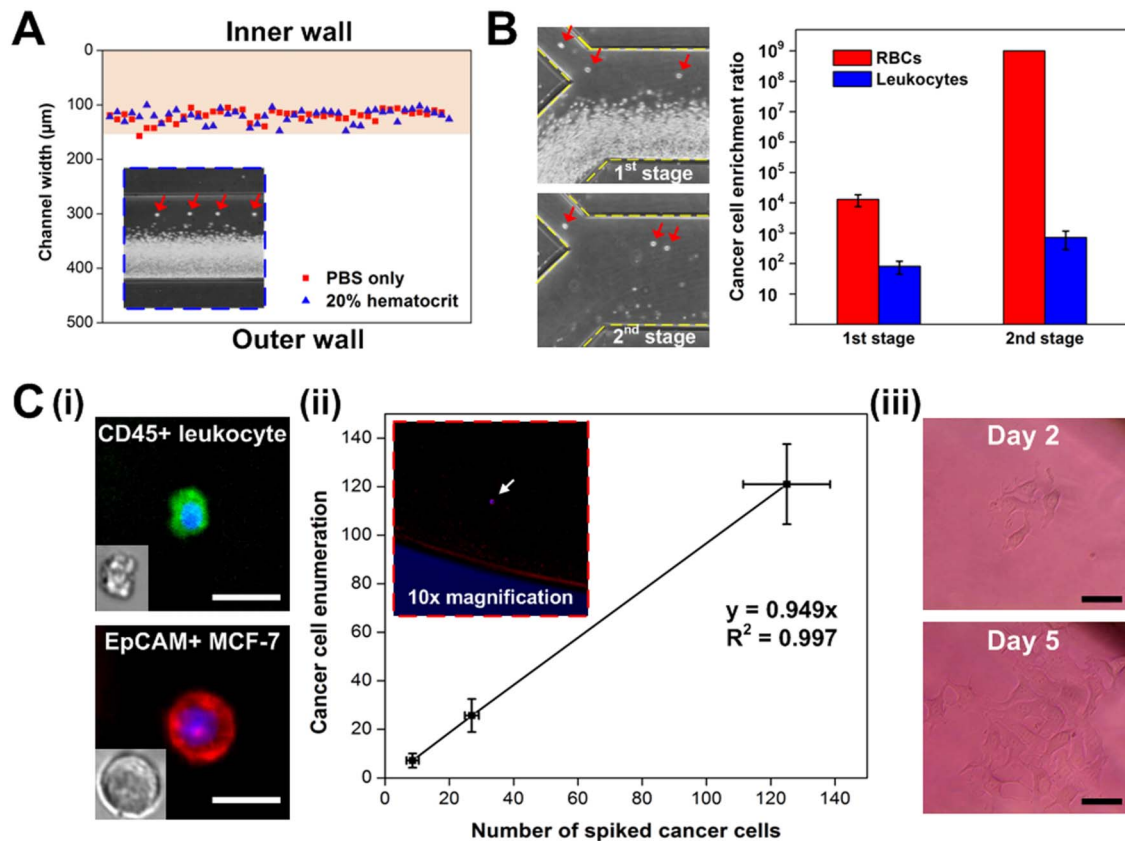 A
Inner wall
0
100
200
300
400
500
Channel width (µm)
PBS only
20% hematocrit
Outer wall
B
1st stage
2nd stage
Cancer cell enrichment ratio
10⁹
10⁸
10⁷
10⁶
10⁵
10⁴
10³
10²
10
RBCs
Leukocytes
1st stage
2nd stage
C
(i)
CD45+ leukocyte
EpCAM+ MCF-7
(ii)
Cancer cell enumeration
140
120
100
80
60
40
20
0
10x magnification
y = 0.949x
R² = 0.997
0 20 40 60 80 100 120 140
Number of spiked cancer cells
(iii)
Day 2
Day 5